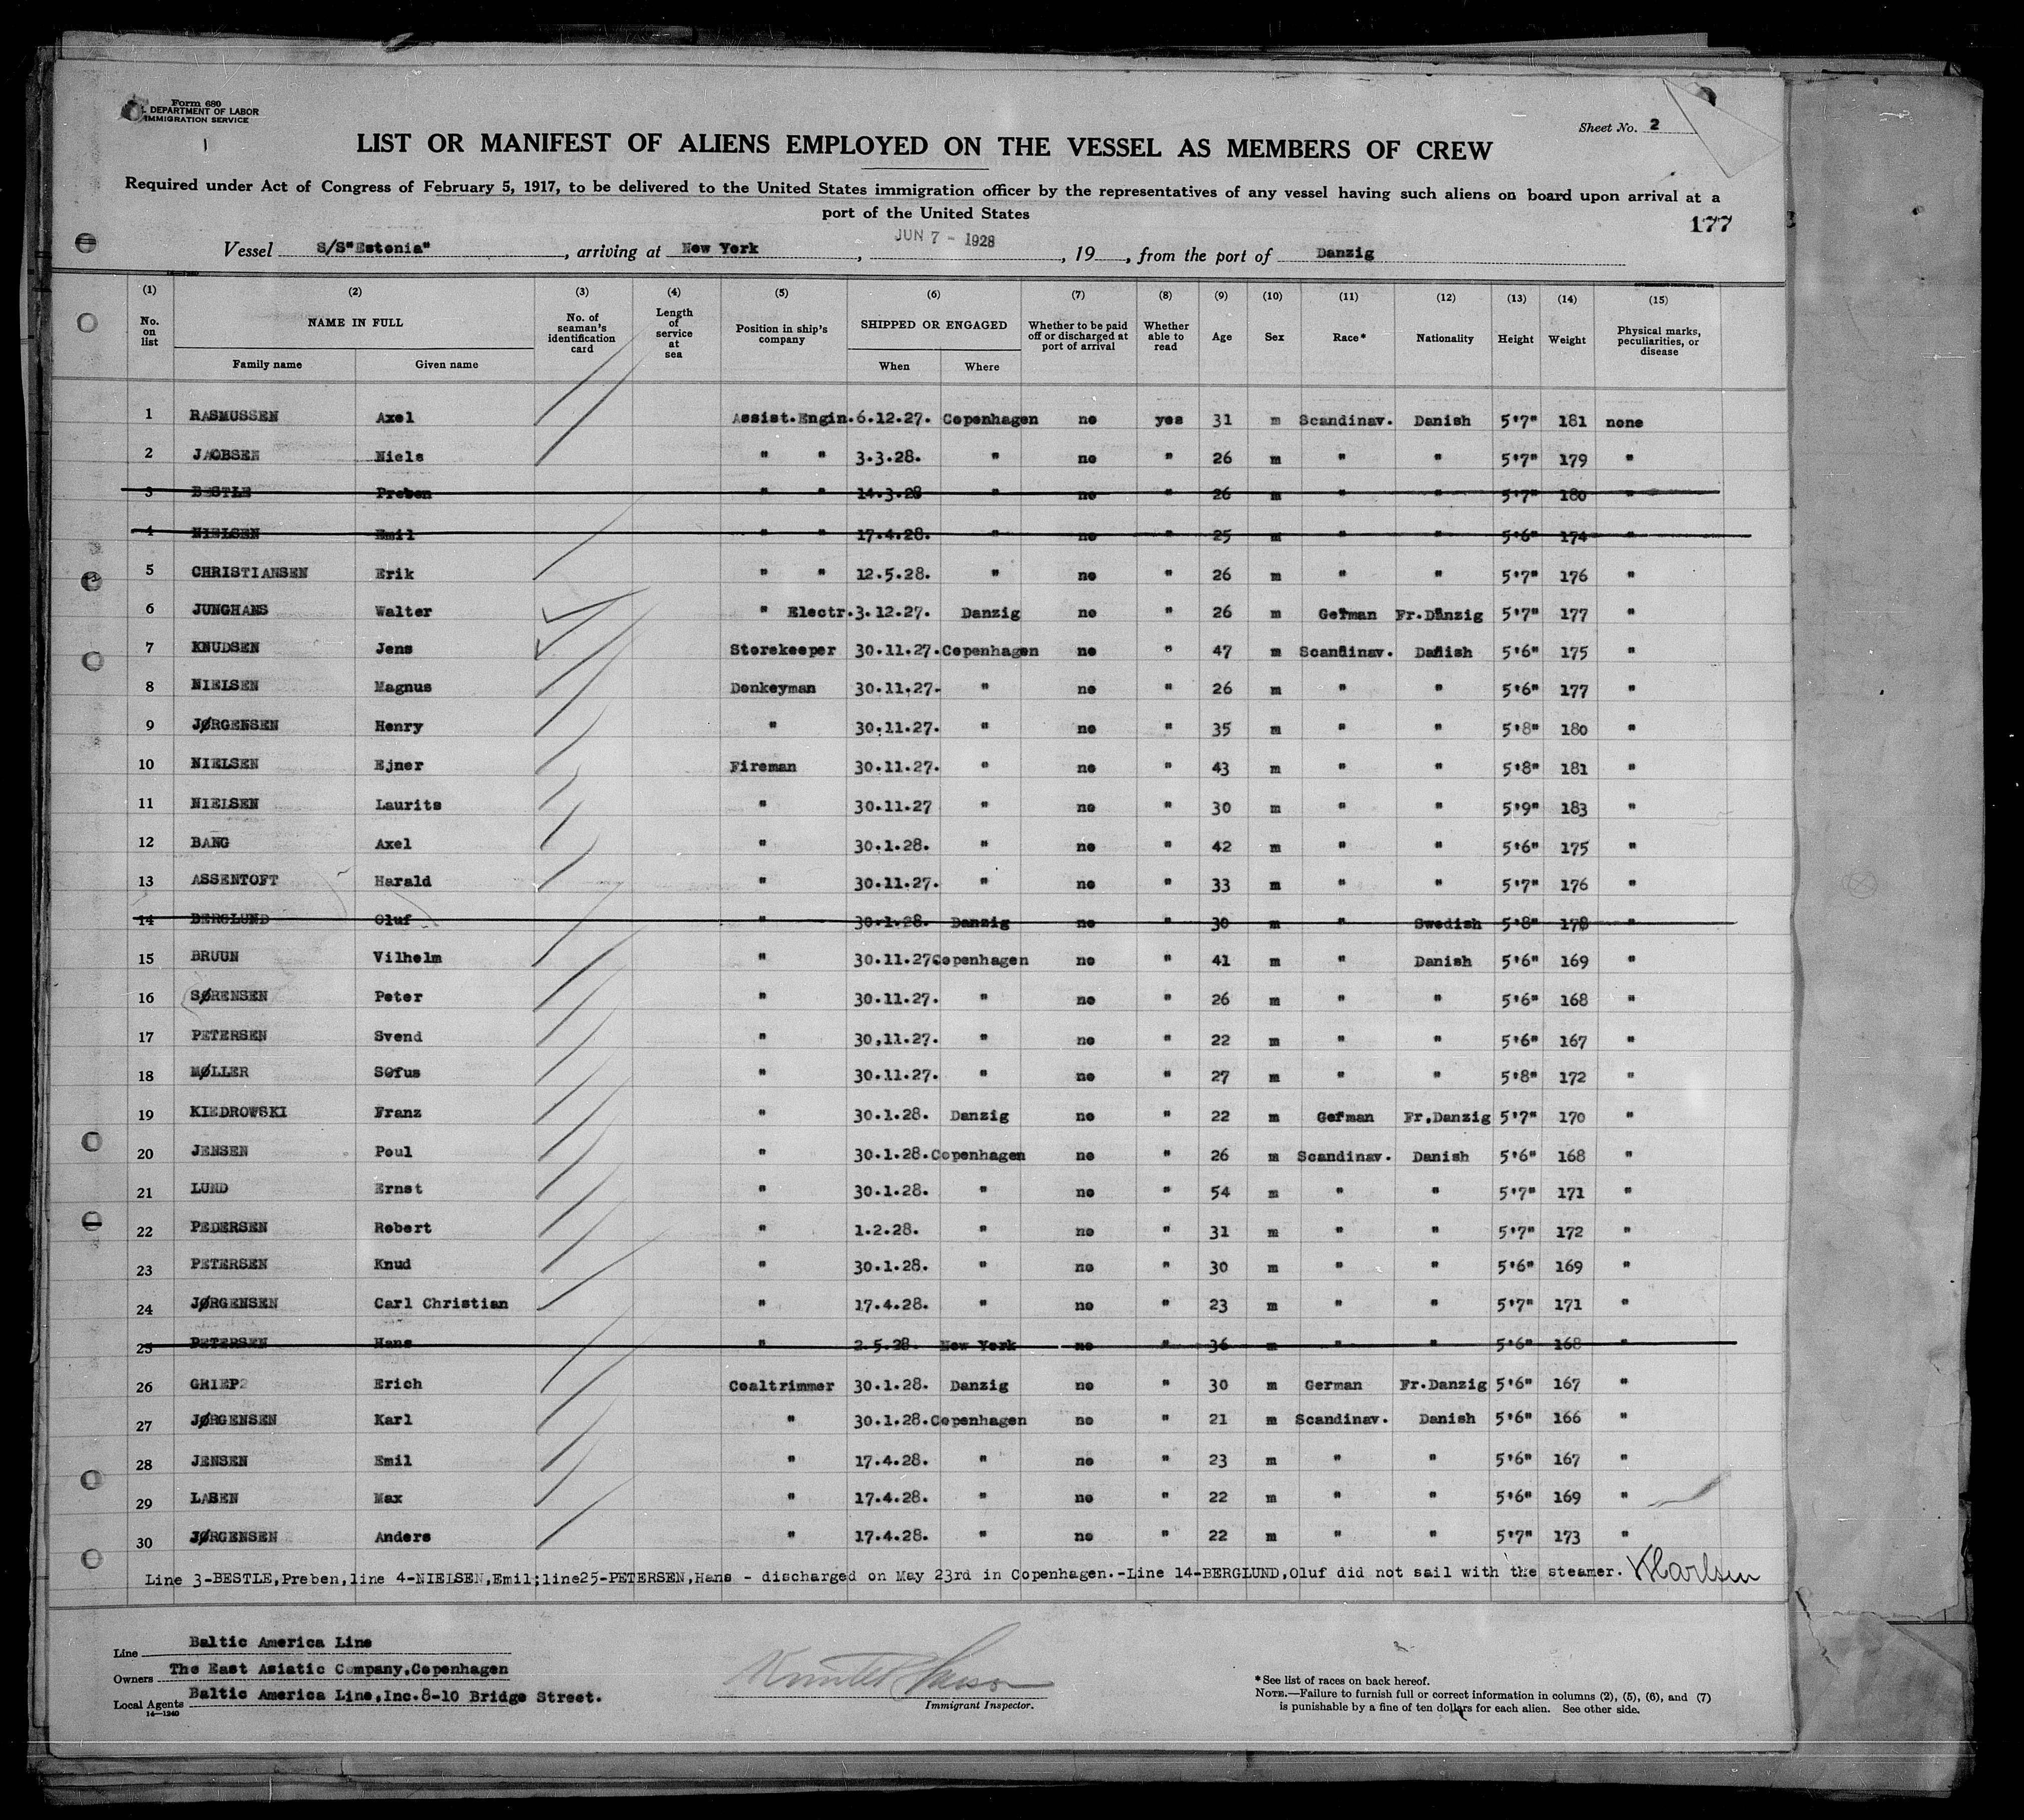 Form 680
DEPARTMENT OF LABOR
IMMIGRATION SERVICE
Sheet No. 2
LIST OR MANIFEST OF ALIENS EMPLOYED ON THE VESSEL AS MEMBERS OF CREW
Required under Act of Congress of February 5, 1917, to be delivered to the United States immigration officer by the representatives of any vessel having such aliens on board upon arrival at a
port of the United States
177
Vessel S/S"Estonia", arriving at New York, JUN 7 - 1928, 19__, from the port of Danzig
(1) (2) (3) (4) (5) (6) (7) (8) (9) (10) (11) (12) (13) (14) (15)
No. on list NAME IN FULL Family name Given name No. of seaman's identification card Length of service at sea Position in ship's company SHIPPED OR ENGAGED When Where Whether to be paid off or discharged at port of arrival Whether able to read Age Sex Race* Nationality Height Weight Physical marks, peculiarities, or disease
1 RASMUSSEN Axel Assist.Engin. 6.12.27. Copenhagen no yes 31 m Scandinav. Danish 5'7" 181 none
2 JACOBSEN Niels " " 3.3.28. " no " 26 m " " 5'7" 179 "
3 BESTLE Preben " " 14.3.28 " no " 26 m " " 5'7" 180 "
4 NIELSEN Emil " " 17.4.28. " no " 25 m " " 5'6" 174 "
5 CHRISTIANSEN Erik " " 12.5.28. " no " 26 m " " 5'7" 176 "
6 JUNGHANS Walter " Electr. 3.12.27. Danzig no " 26 m German Fr.Danzig 5'7" 177 "
7 KNUDSEN Jens Storekeeper 30.11.27. Copenhagen no " 47 m Scandinav. Danish 5'6" 175 "
8 NIELSEN Magnus Donkeyman 30.11.27. " no " 26 m " " 5'6" 177 "
9 JØRGENSEN Henry " 30.11.27. " no " 35 m " " 5'8" 180 "
10 NIELSEN Ejner Fireman 30.11.27. " no " 43 m " " 5'8" 181 "
11 NIELSEN Laurits " 30.11.27 " no " 30 m " " 5'9" 183 "
12 BANG Axel " 30.1.28. " no " 42 m " " 5'6" 175 "
13 ASSENTOFT Harald " 30.11.27. " no " 33 m " " 5'7" 176 "
14 BERGLUND Oluf " 30.1.28. Danzig no " 30 m " Swedish 5'8" 178 "
15 BRUUN Vilhelm " 30.11.27 Copenhagen no " 41 m " Danish 5'6" 169 "
16 SØRENSEN Peter " 30.11.27. " no " 26 m " " 5'6" 168 "
17 PETERSEN Svend " 30,11.27. " no " 22 m " " 5'6" 167 "
18 MØLLER Sofus " 30.11.27. " no " 27 m " " 5'8" 172 "
19 KIEDROWSKI Franz " 30.1.28. Danzig no " 22 m German Fr.Danzig 5'7" 170 "
20 JENSEN Poul " 30.1.28. Copenhagen no " 26 m Scandinav. Danish 5'6" 168 "
21 LUND Ernst " 30.1.28. " no " 54 m " " 5'7" 171 "
22 PEDERSEN Robert " 1.2.28. " no " 31 m " " 5'7" 172 "
23 PETERSEN Knud " 30.1.28. " no " 30 m " " 5'6" 169 "
24 JØRGENSEN Carl Christian " 17.4.28. " no " 23 m " " 5'7" 171 "
25 PETERSEN Hans " 2.5.28. New York no " 36 m " " 5'6" 168 "
26 GRIEP Erich Coaltrimmer 30.1.28. Danzig no " 30 m German Fr.Danzig 5'6" 167 "
27 JØRGENSEN Karl " 30.1.28. Copenhagen no " 21 m Scandinav. Danish 5'6" 166 "
28 JENSEN Emil " 17.4.28. " no " 23 m " " 5'6" 167 "
29 Max " 17.4.28. " no " 22 m " " 5'6" 169 "
30 JØRGENSEN Anders " 17.4.28. " no " 22 m " " 5'7" 173 "
Line 3-BESTLE,Preben,line 4-NIELSEN,Emil;line25-PETERSEN,Hans - discharged on May 23rd in Copenhagen.-Line 14-BERGLUND,Oluf did not sail with the steamer.
Line Baltic America Line
Owners The East Asiatic Company,Copenhagen
Local Agents Baltic America Line,Inc.8-10 Bridge Street.
14—1240
Immigrant Inspector.
*See list of races on back hereof.
NOTE.—Failure to furnish full or correct information in columns (2), (5), (6), and (7)
is punishable by a fine of ten dollars for each alien. See other side.